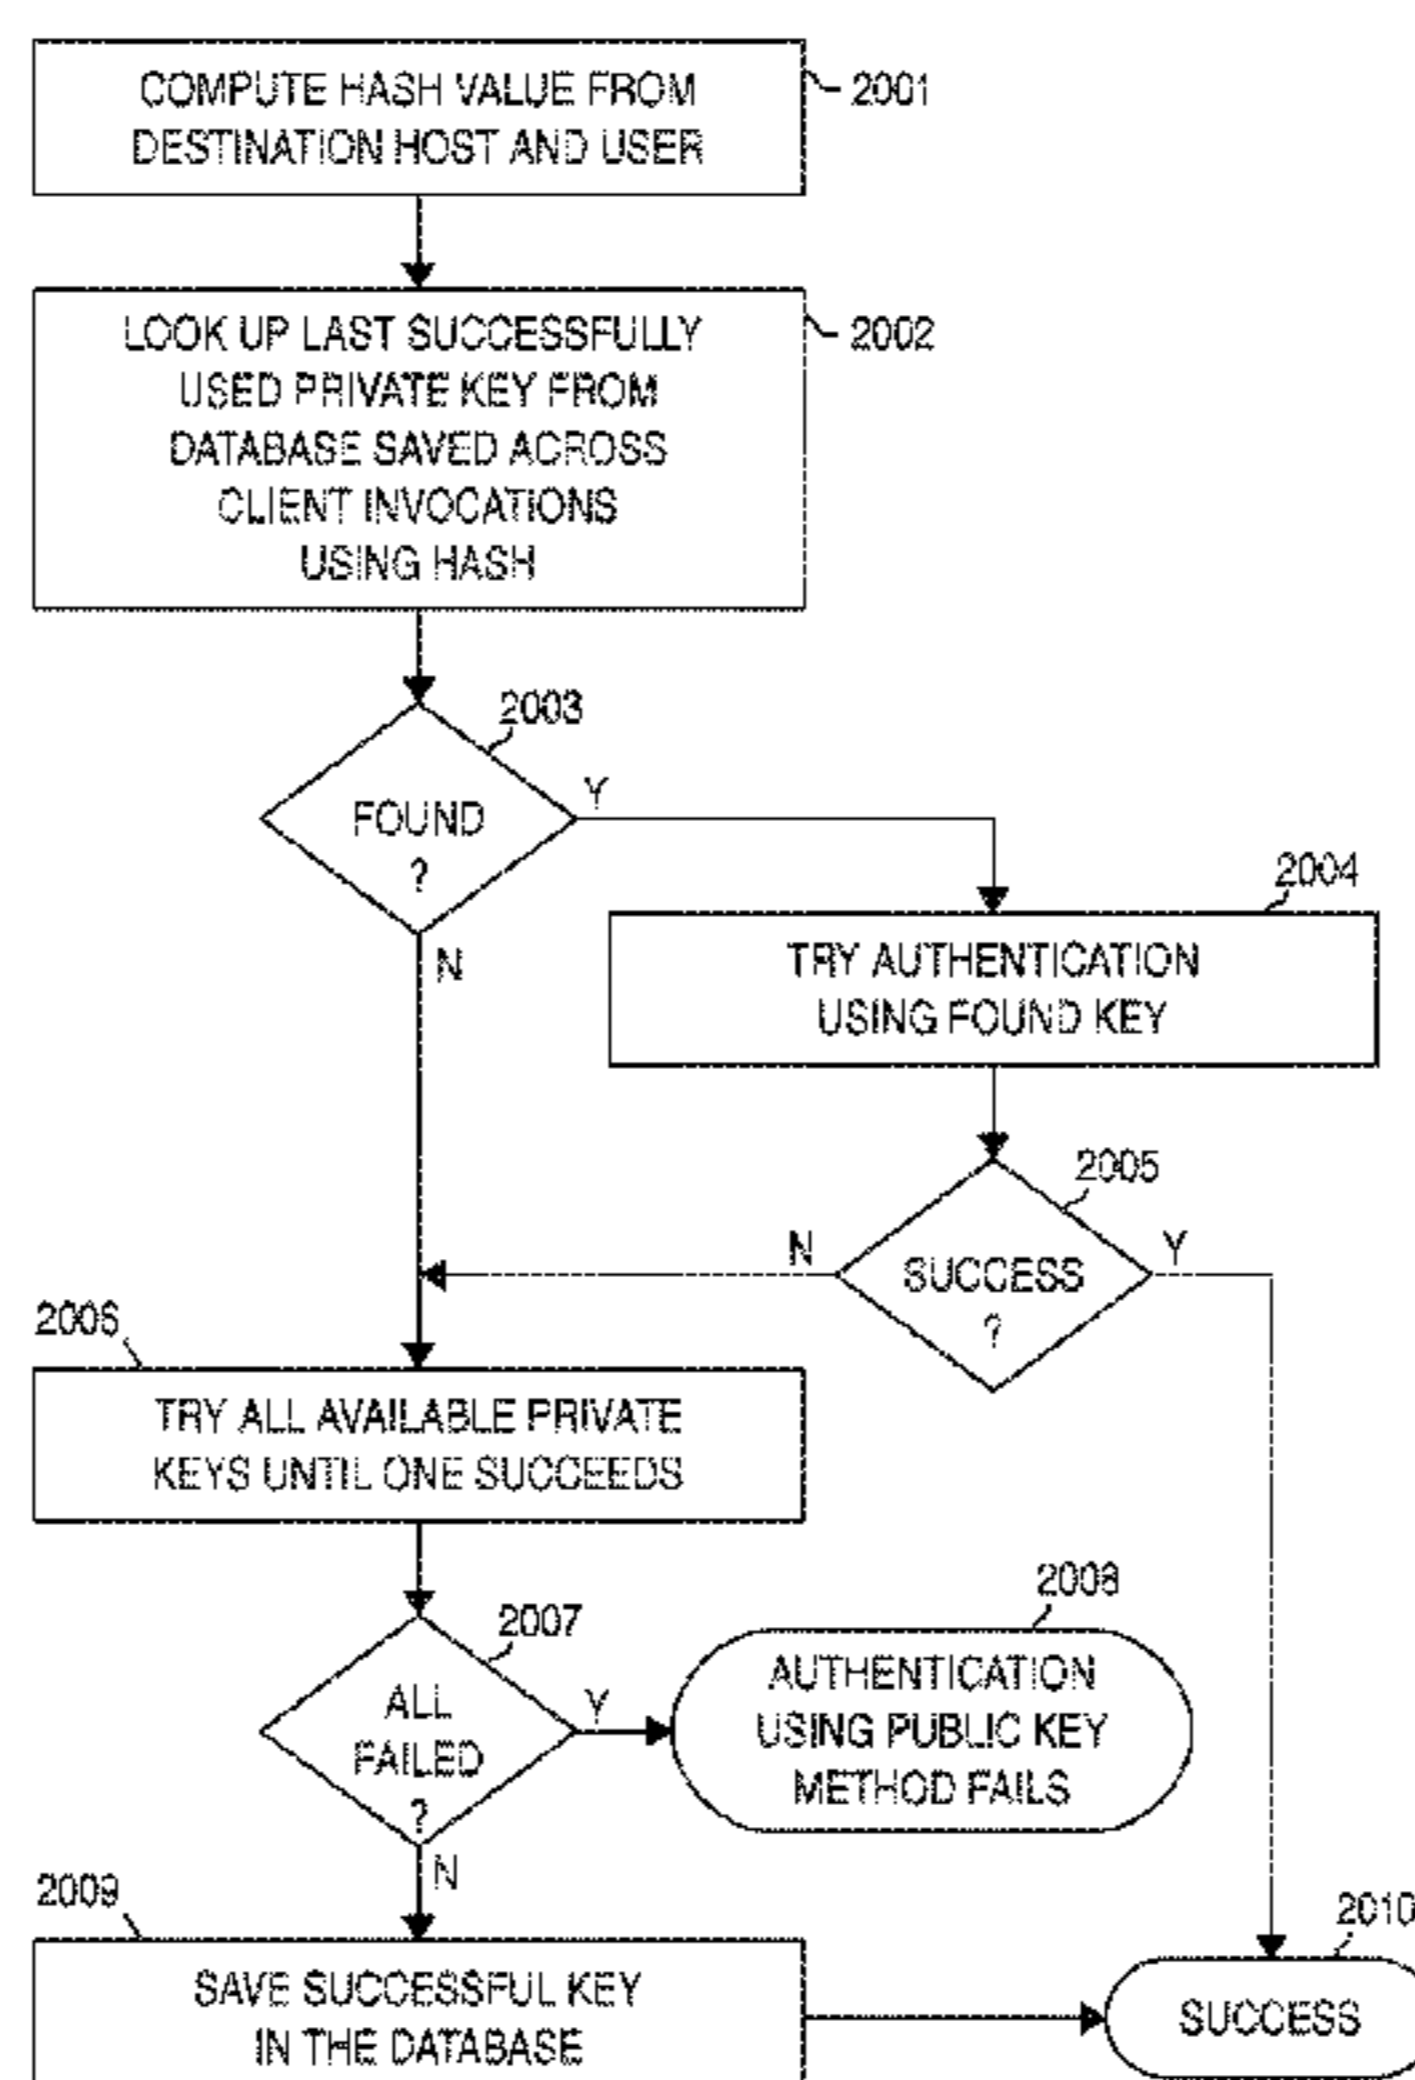 COMPUTE HASH VALUE FROM
DESTINATION HOST AND USER
2001
LOOK UP LAST SUCCESSFULLY
USED PRIVATE KEY FROM
DATABASE SAVED ACROSS
CLIENT INVOCATIONS
USING HASH
2002
2003
FOUND
?
Y
N
2004
TRY AUTHENTICATION
USING FOUND KEY
2005
SUCCESS
?
N
Y
2006
TRY ALL AVAILABLE PRIVATE
KEYS UNTIL ONE SUCCEEDS
2007
ALL
FAILED
?
Y
N
2008
AUTHENTICATION
USING PUBLIC KEY
METHOD FAILS
2009
SAVE SUCCESSFUL KEY
IN THE DATABASE
2010
SUCCESS